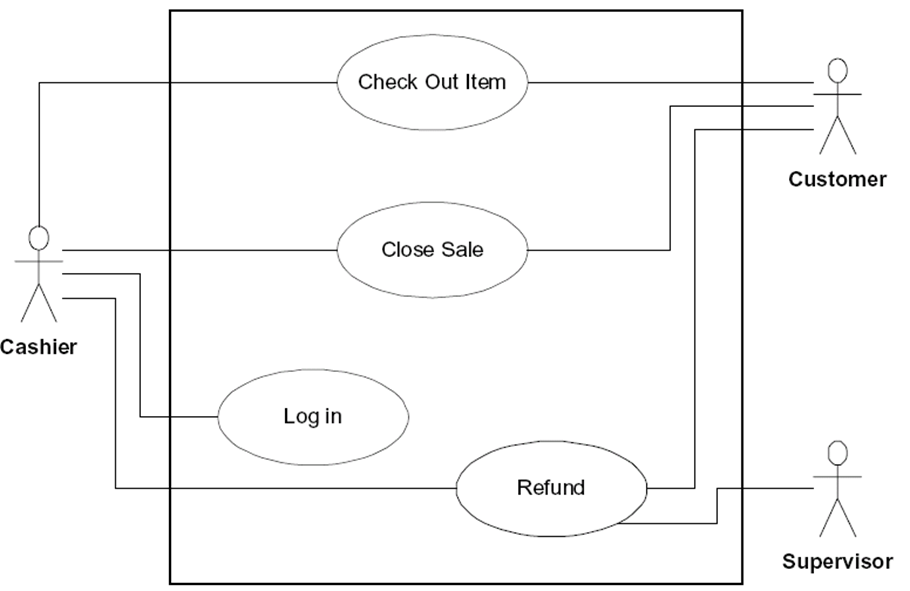 Check Out Item
Customer
Close Sale
Cashier
Log in
Refund
Supervisor